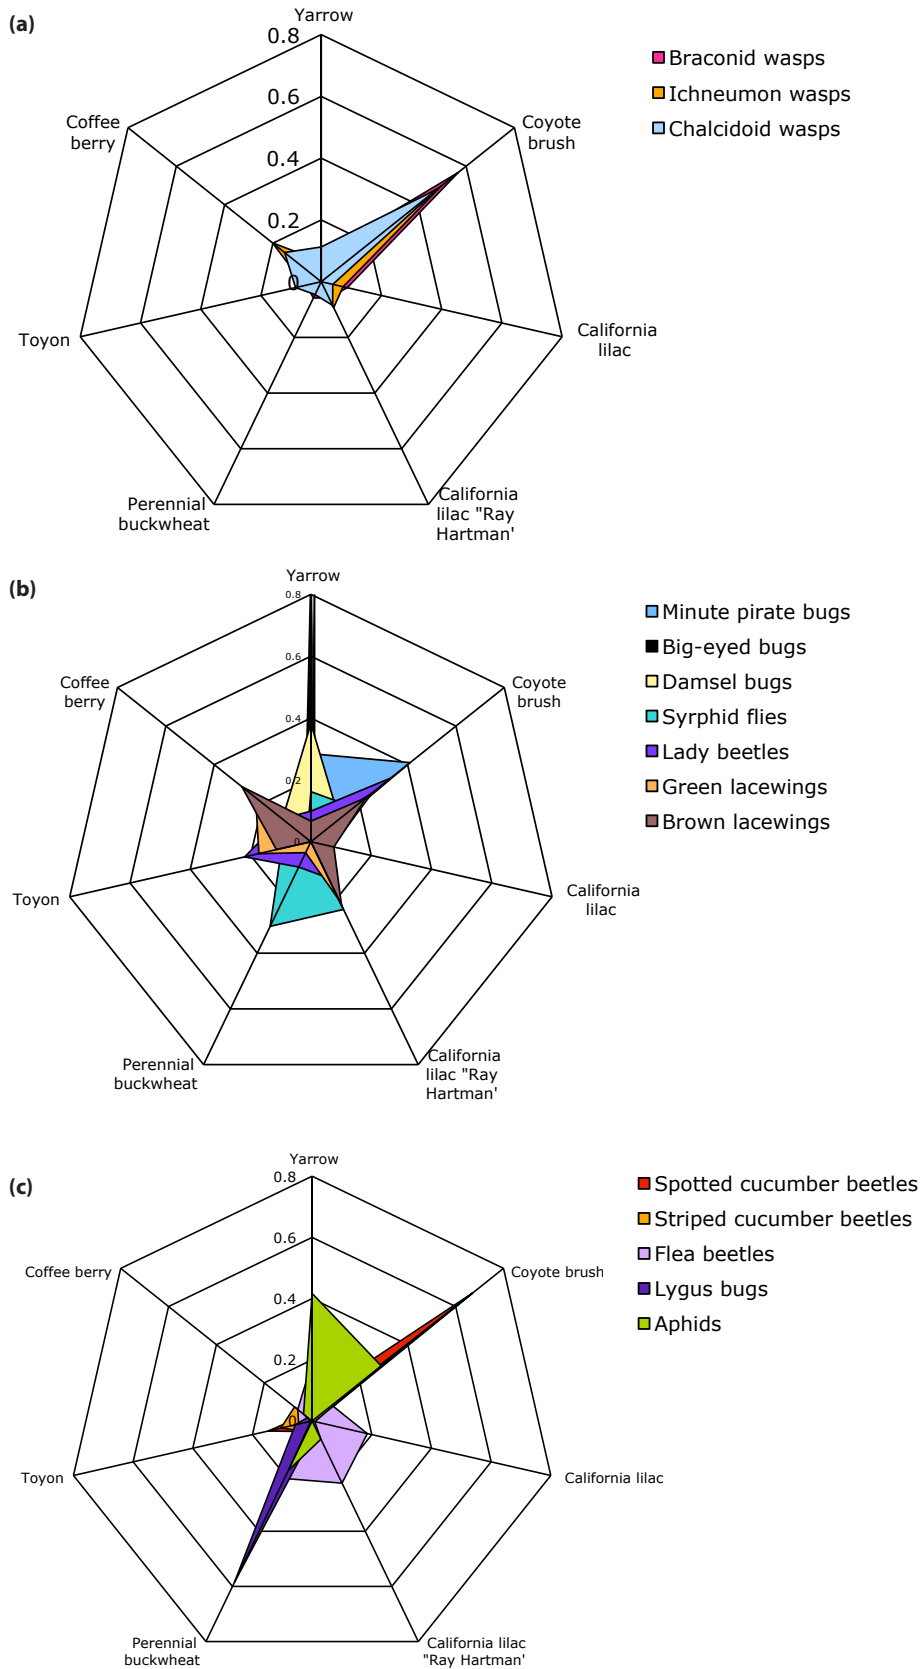 (a)
Yarrow
0.8
0.6
0.4
0.2
0
Coyote
brush
California
lilac
California
lilac "Ray
Hartman'
Perennial
buckwheat
Toyon
Coffee
berry
Braconid wasps
Ichneumon wasps
Chalcidoid wasps
(b)
Yarrow
0.8
0.6
0.4
0.2
0
Coyote
brush
California
lilac
California
lilac "Ray
Hartman'
Perennial
buckwheat
Toyon
Coffee
berry
Minute pirate bugs
Big-eyed bugs
Damsel bugs
Syrphid flies
Lady beetles
Green lacewings
Brown lacewings
(c)
Yarrow
0.8
0.6
0.4
0.2
0
Coyote brush
California lilac
California lilac
"Ray Hartman'
Perennial
buckwheat
Toyon
Coffee berry
Spotted cucumber beetles
Striped cucumber beetles
Flea beetles
Lygus bugs
Aphids